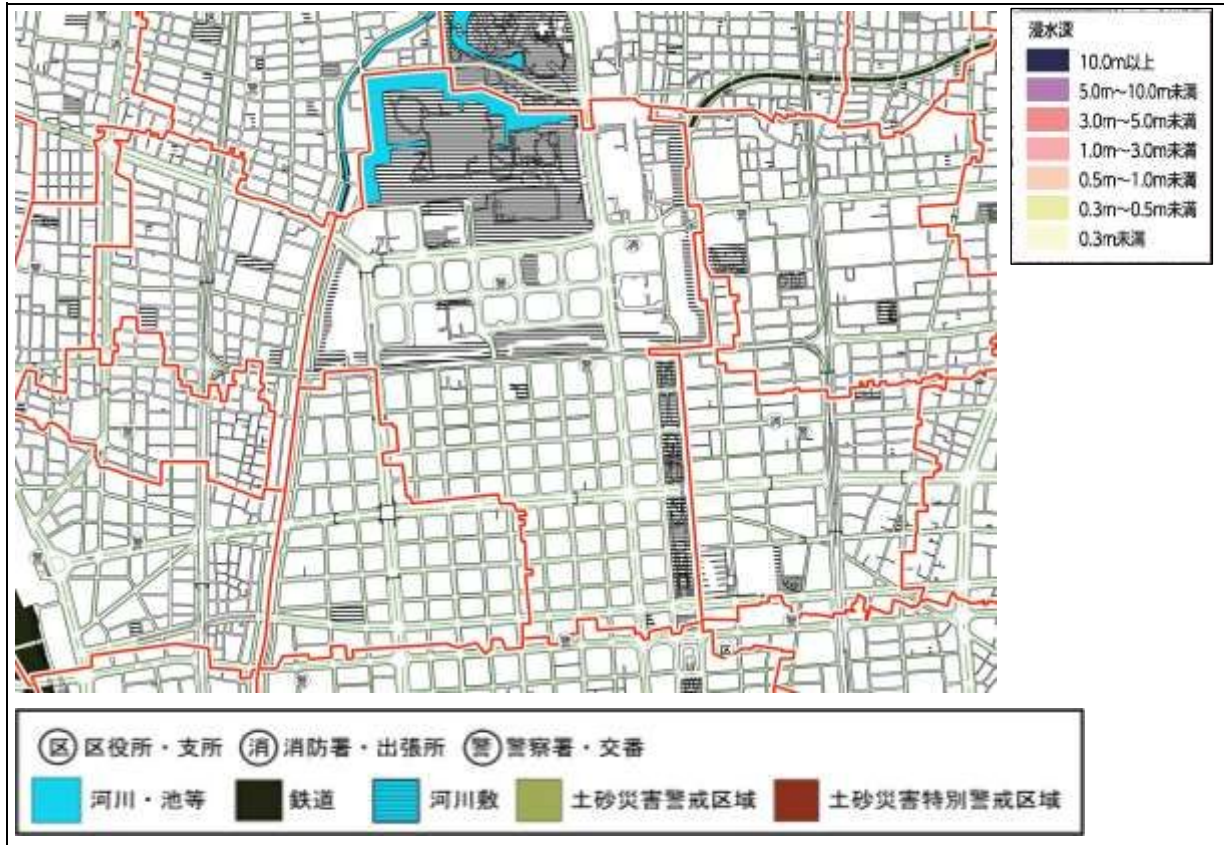 浸水深
10.0m以上
5.0m～10.0m未満
3.0m～5.0m未満
1.0m～3.0m未満
0.5m～1.0m未満
0.3m～0.5m未満
0.3m未満
消
区
区 区役所・支所 消 消防署・出張所 警 警察署・交番
河川・池等 鉄道 河川敷 土砂災害警戒区域 土砂災害特別警戒区域